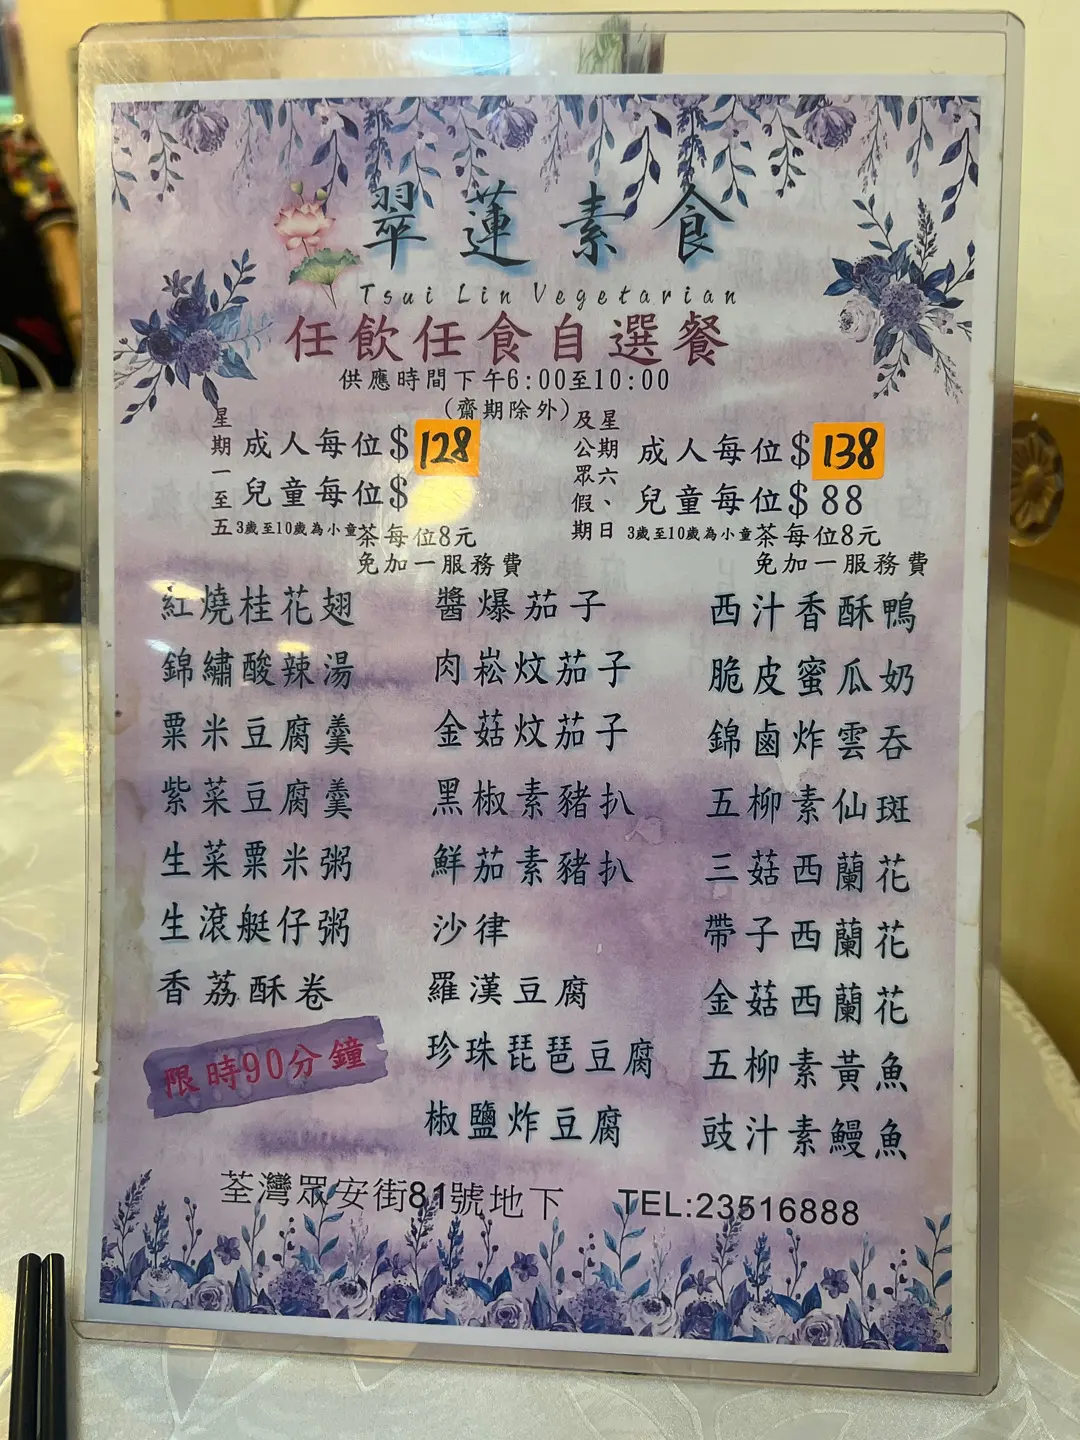 翠蓮素食
Tsui Lin Vegetarian
任飲任食自選餐
供應時間下午6:00至10:00
(齋期除外)
星期一至五
成人每位$128
兒童每位$
3歲至10歲為小童
茶每位8元
免加一服務費
星期六、日
及公眾假期
成人每位$138
兒童每位$88
3歲至10歲為小童
茶每位8元
免加一服務費
紅燒桂花翅
錦繡酸辣湯
粟米豆腐羹
紫菜豆腐羹
生菜粟米粥
生滾艇仔粥
香荔酥卷
限時90分鐘
醬爆茄子
肉崧炆茄子
金菇炆茄子
黑椒素豬扒
鮮茄素豬扒
沙律
羅漢豆腐
珍珠琵琶豆腐
椒鹽炸豆腐
西汁香酥鴨
脆皮蜜瓜奶
錦鹵炸雲吞
五柳素仙斑
三菇西蘭花
帶子西蘭花
金菇西蘭花
五柳素黃魚
豉汁素鰻魚
荃灣眾安街81號地下
TEL:23516888